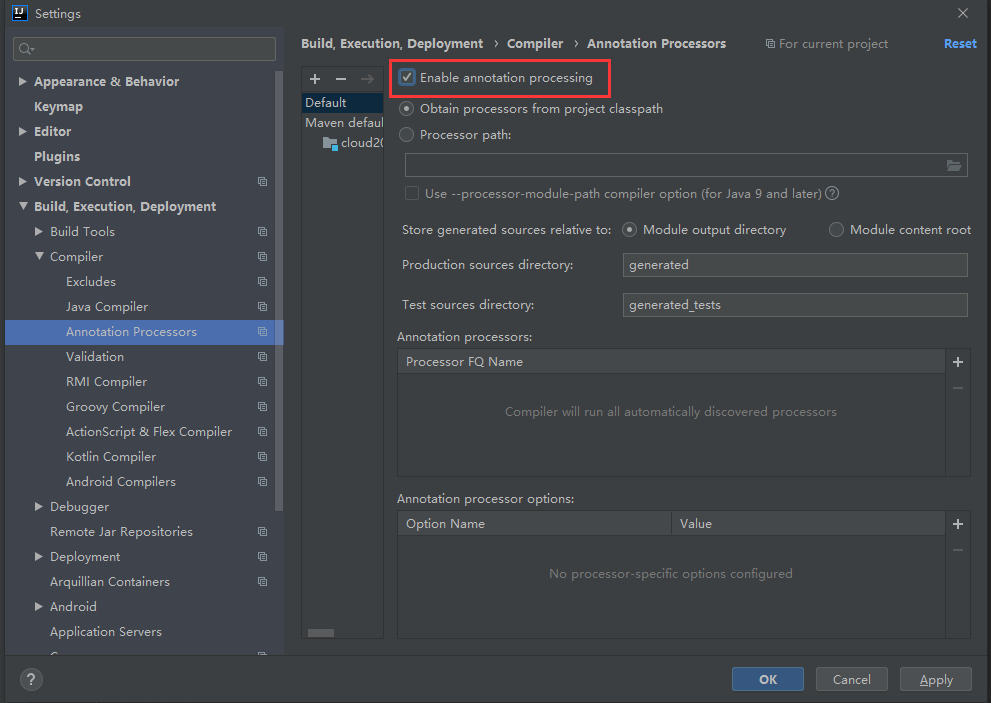 Settings
Appearance & Behavior
Keymap
Editor
Plugins
Version Control
Build, Execution, Deployment
Build Tools
Compiler
Excludes
Java Compiler
Annotation Processors
Validation
RMI Compiler
Groovy Compiler
ActionScript & Flex Compiler
Kotlin Compiler
Android Compilers
Debugger
Remote Jar Repositories
Deployment
Arquillian Containers
Android
Application Servers
Build, Execution, Deployment › Compiler › Annotation Processors For current project Reset
Default
Maven defaul
cloud20
Enable annotation processing
Obtain processors from project classpath
Processor path:
Use --processor-module-path compiler option (for Java 9 and later) ?
Store generated sources relative to: Module output directory Module content root
Production sources directory: generated
Test sources directory: generated_tests
Annotation processors:
Processor FQ Name
Compiler will run all automatically discovered processors
Annotation processor options:
Option Name Value
No processor-specific options configured
? OK Cancel Apply